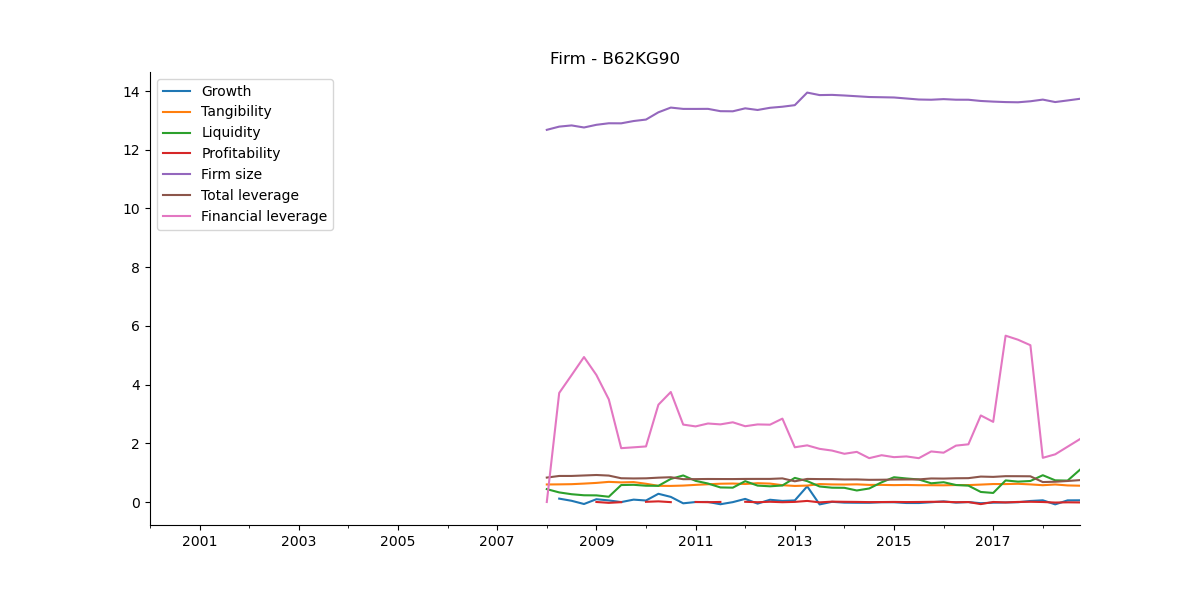 Firm - B62KG90
14
12
10
8
6
4
2
0
Growth
Tangibility
Liquidity
Profitability
Firm size
Total leverage
Financial leverage
2001 2003 2005 2007 2009 2011 2013 2015 2017